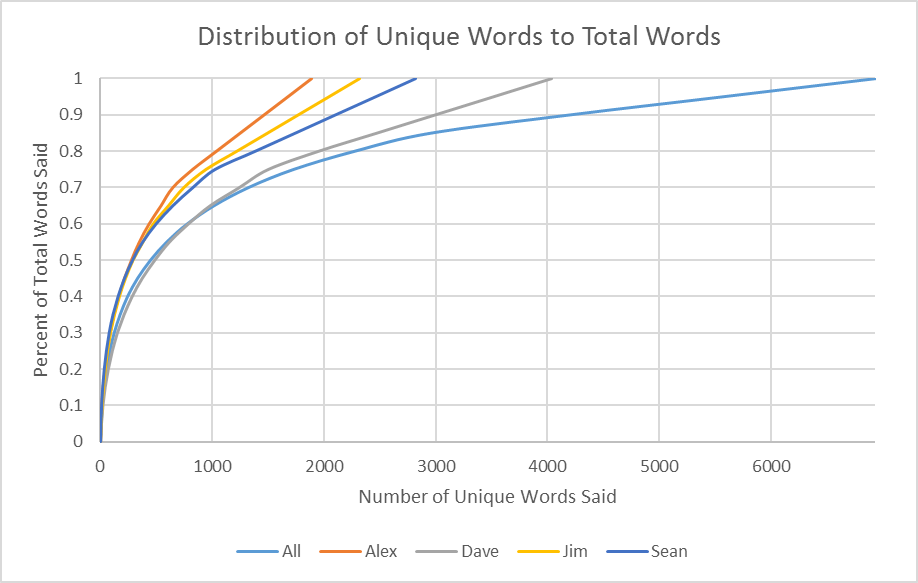 Distribution of Unique Words to Total Words
Percent of Total Words Said
1
0.9
0.8
0.7
0.6
0.5
0.4
0.3
0.2
0.1
0
0 1000 2000 3000 4000 5000 6000
Number of Unique Words Said
All Alex Dave Jim Sean